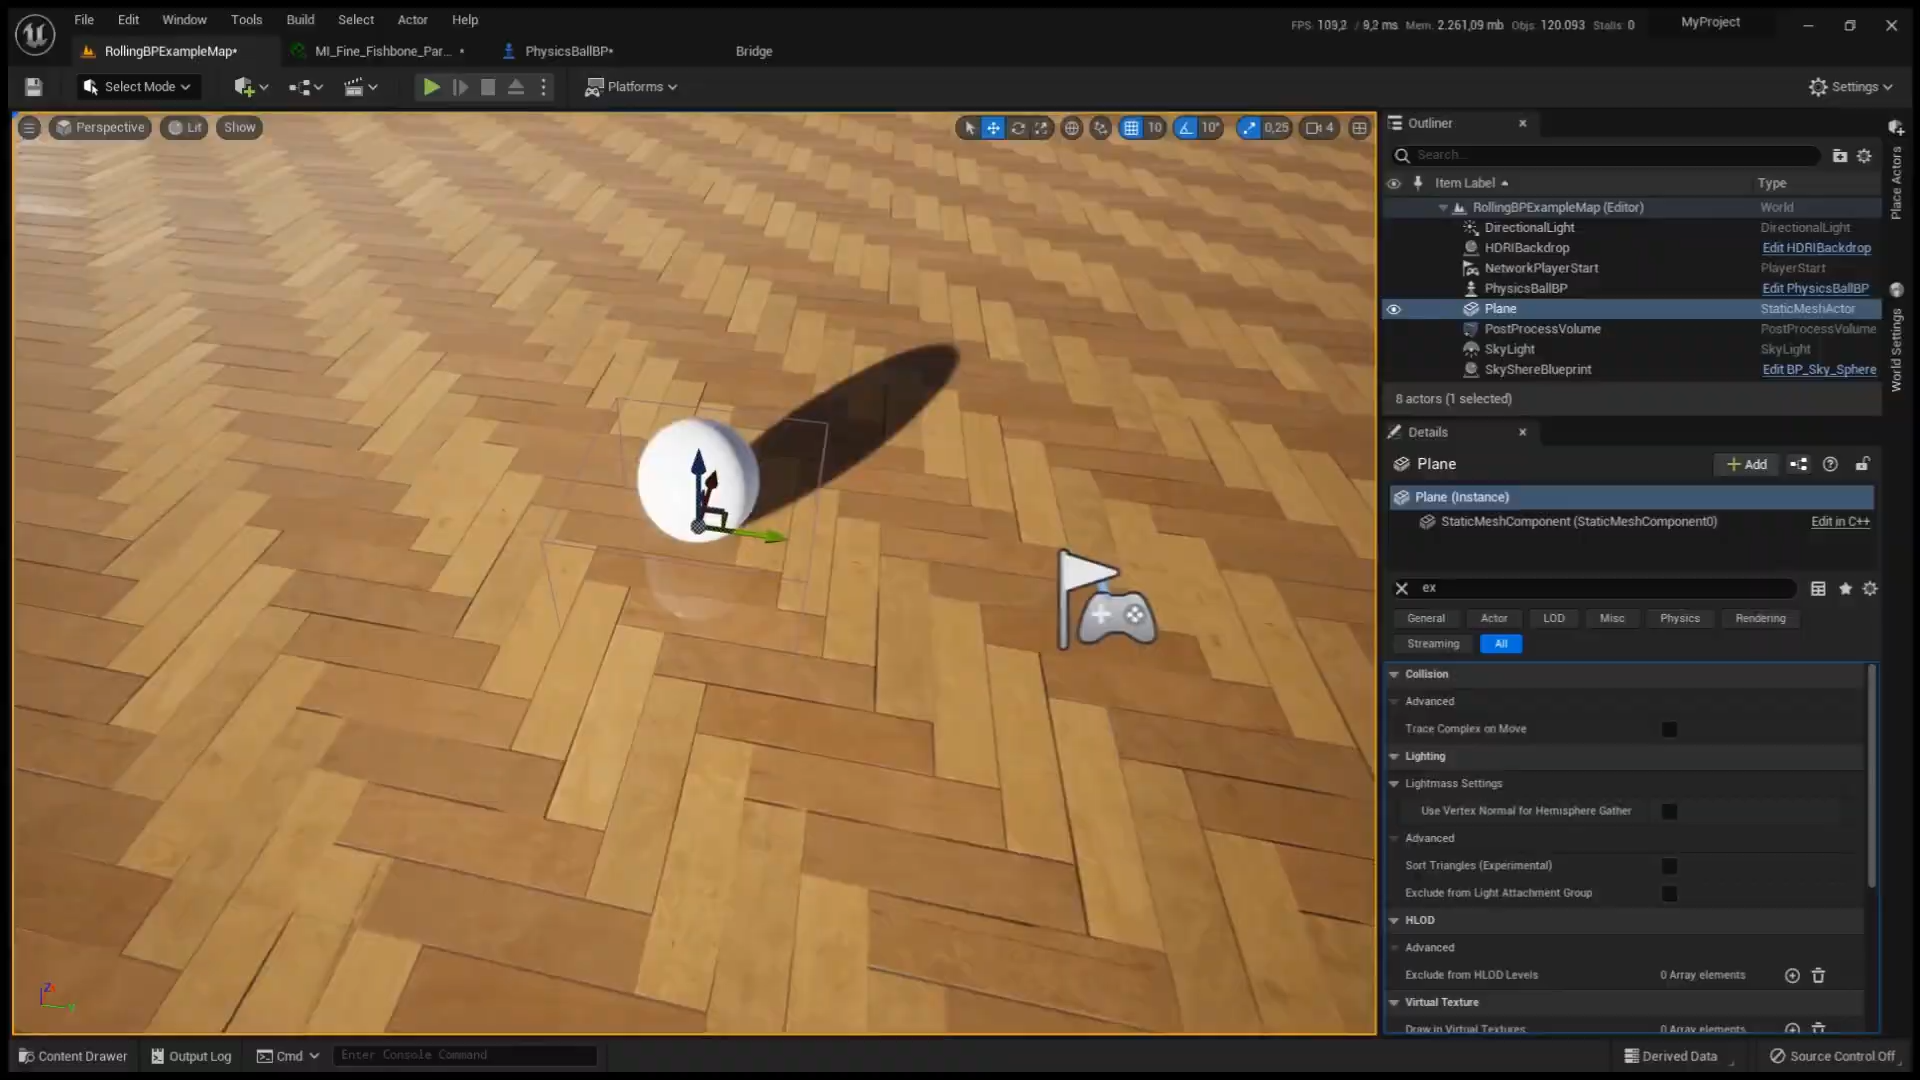 File Edit Window Tools Build Select Actor Help
FPS: 109,2 / 9,2 ms Mem: 2.261,09 mb Objs: 120.093 Stalls: 0
MyProject
RollingBPExampleMap*
MI_Fine_Fishbone_Par... *
PhysicsBallBP*
Bridge
Select Mode
Platforms
Settings
Perspective
Lit
Show
10
10°
0,25
4
Outliner
Search...
Item Label
Type
RollingBPExampleMap (Editor) World
DirectionalLight DirectionalLight
HDRIBackdrop Edit HDRIBackdrop
NetworkPlayerStart PlayerStart
PhysicsBallBP Edit PhysicsBallBP
Plane StaticMeshActor
PostProcessVolume PostProcessVolume
SkyLight SkyLight
SkyShereBlueprint Edit BP_Sky_Sphere
8 actors (1 selected)
Place Actors
World Settings
Details
Plane
Add
Plane (Instance)
StaticMeshComponent (StaticMeshComponent0) Edit in C++
ex
General Actor LOD Misc Physics Rendering
Streaming All
Collision
Advanced
Trace Complex on Move
Lighting
Lightmass Settings
Use Vertex Normal for Hemisphere Gather
Advanced
Sort Triangles (Experimental)
Exclude from Light Attachment Group
HLOD
Advanced
Exclude from HLOD Levels 0 Array elements
Virtual Texture
Draw in Virtual Textures 0 Array elements
Z
Content Drawer
Output Log
Cmd
Enter Console Command
Derived Data
Source Control Off